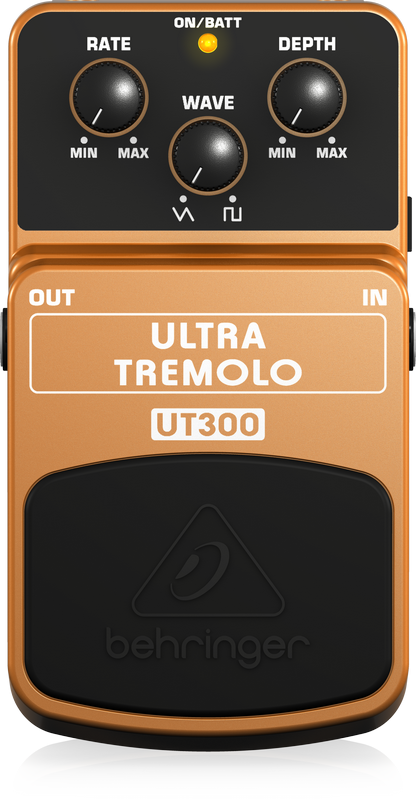 ON/BATT
RATE
DEPTH
WAVE
MIN MAX
MIN MAX
OUT
IN
ULTRA
TREMOLO
UT300
behringer